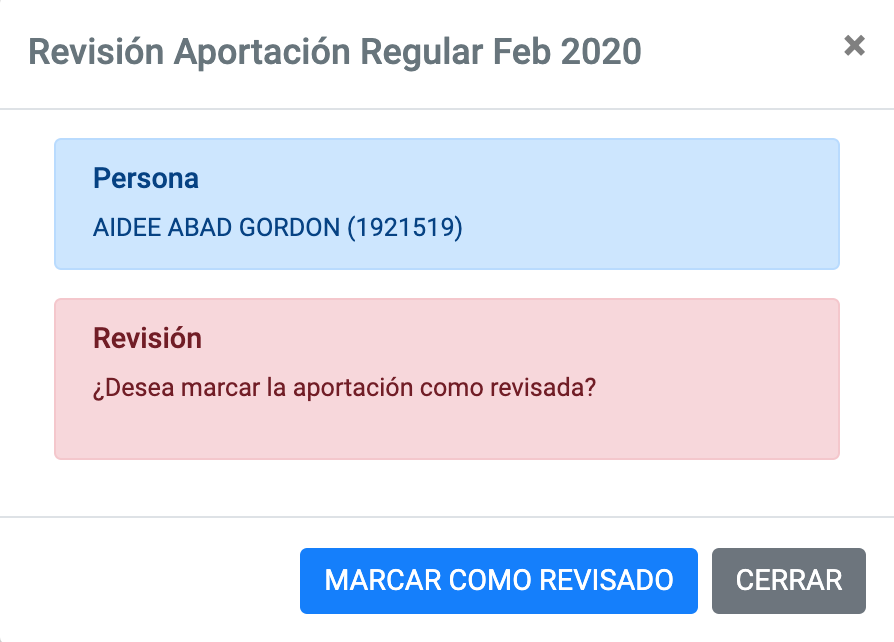 Revisión Aportación Regular Feb 2020
×
Persona
AIDEE ABAD GORDON (1921519)
Revisión
¿Desea marcar la aportación como revisada?
MARCAR COMO REVISADO
CERRAR